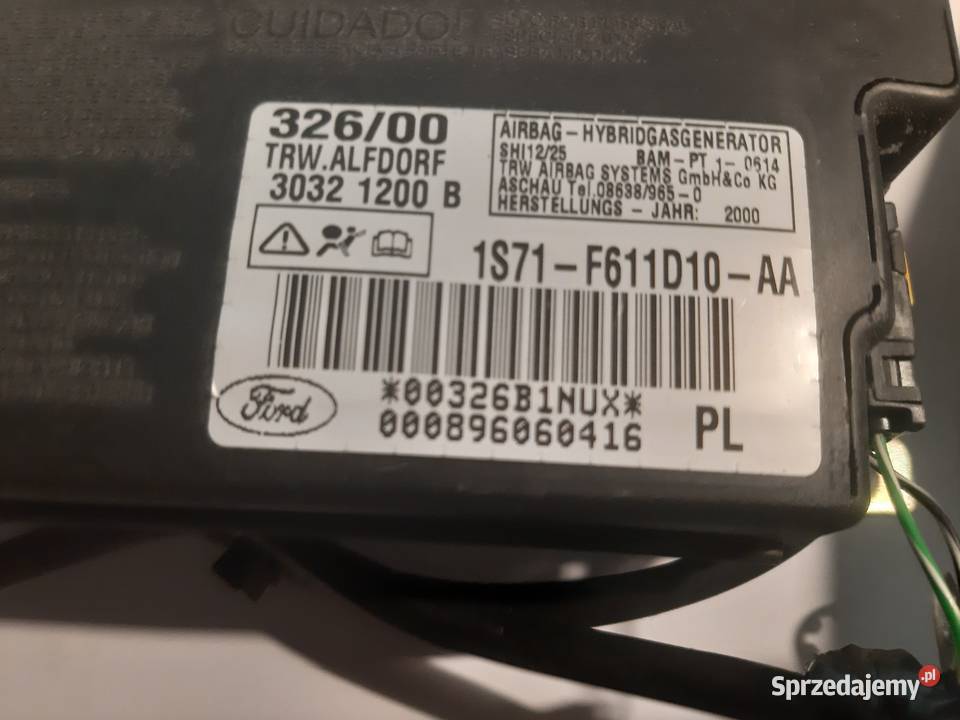 CUIDADO!
326/00
TRW.ALFDORF
3032 1200 B
AIRBAG - HYBRIDGASGENERATOR
SHI12/25 BAM - PT 1 - 0614
TRW AIRBAG SYSTEMS GmbH&Co KG
ASCHAU Tel.08638/965-0
HERSTELLUNGS - JAHR: 2000
1S71 - F611D10 - AA
Ford
*00326B1NUX*
000896060416
PL
Sprzedajemy.pl